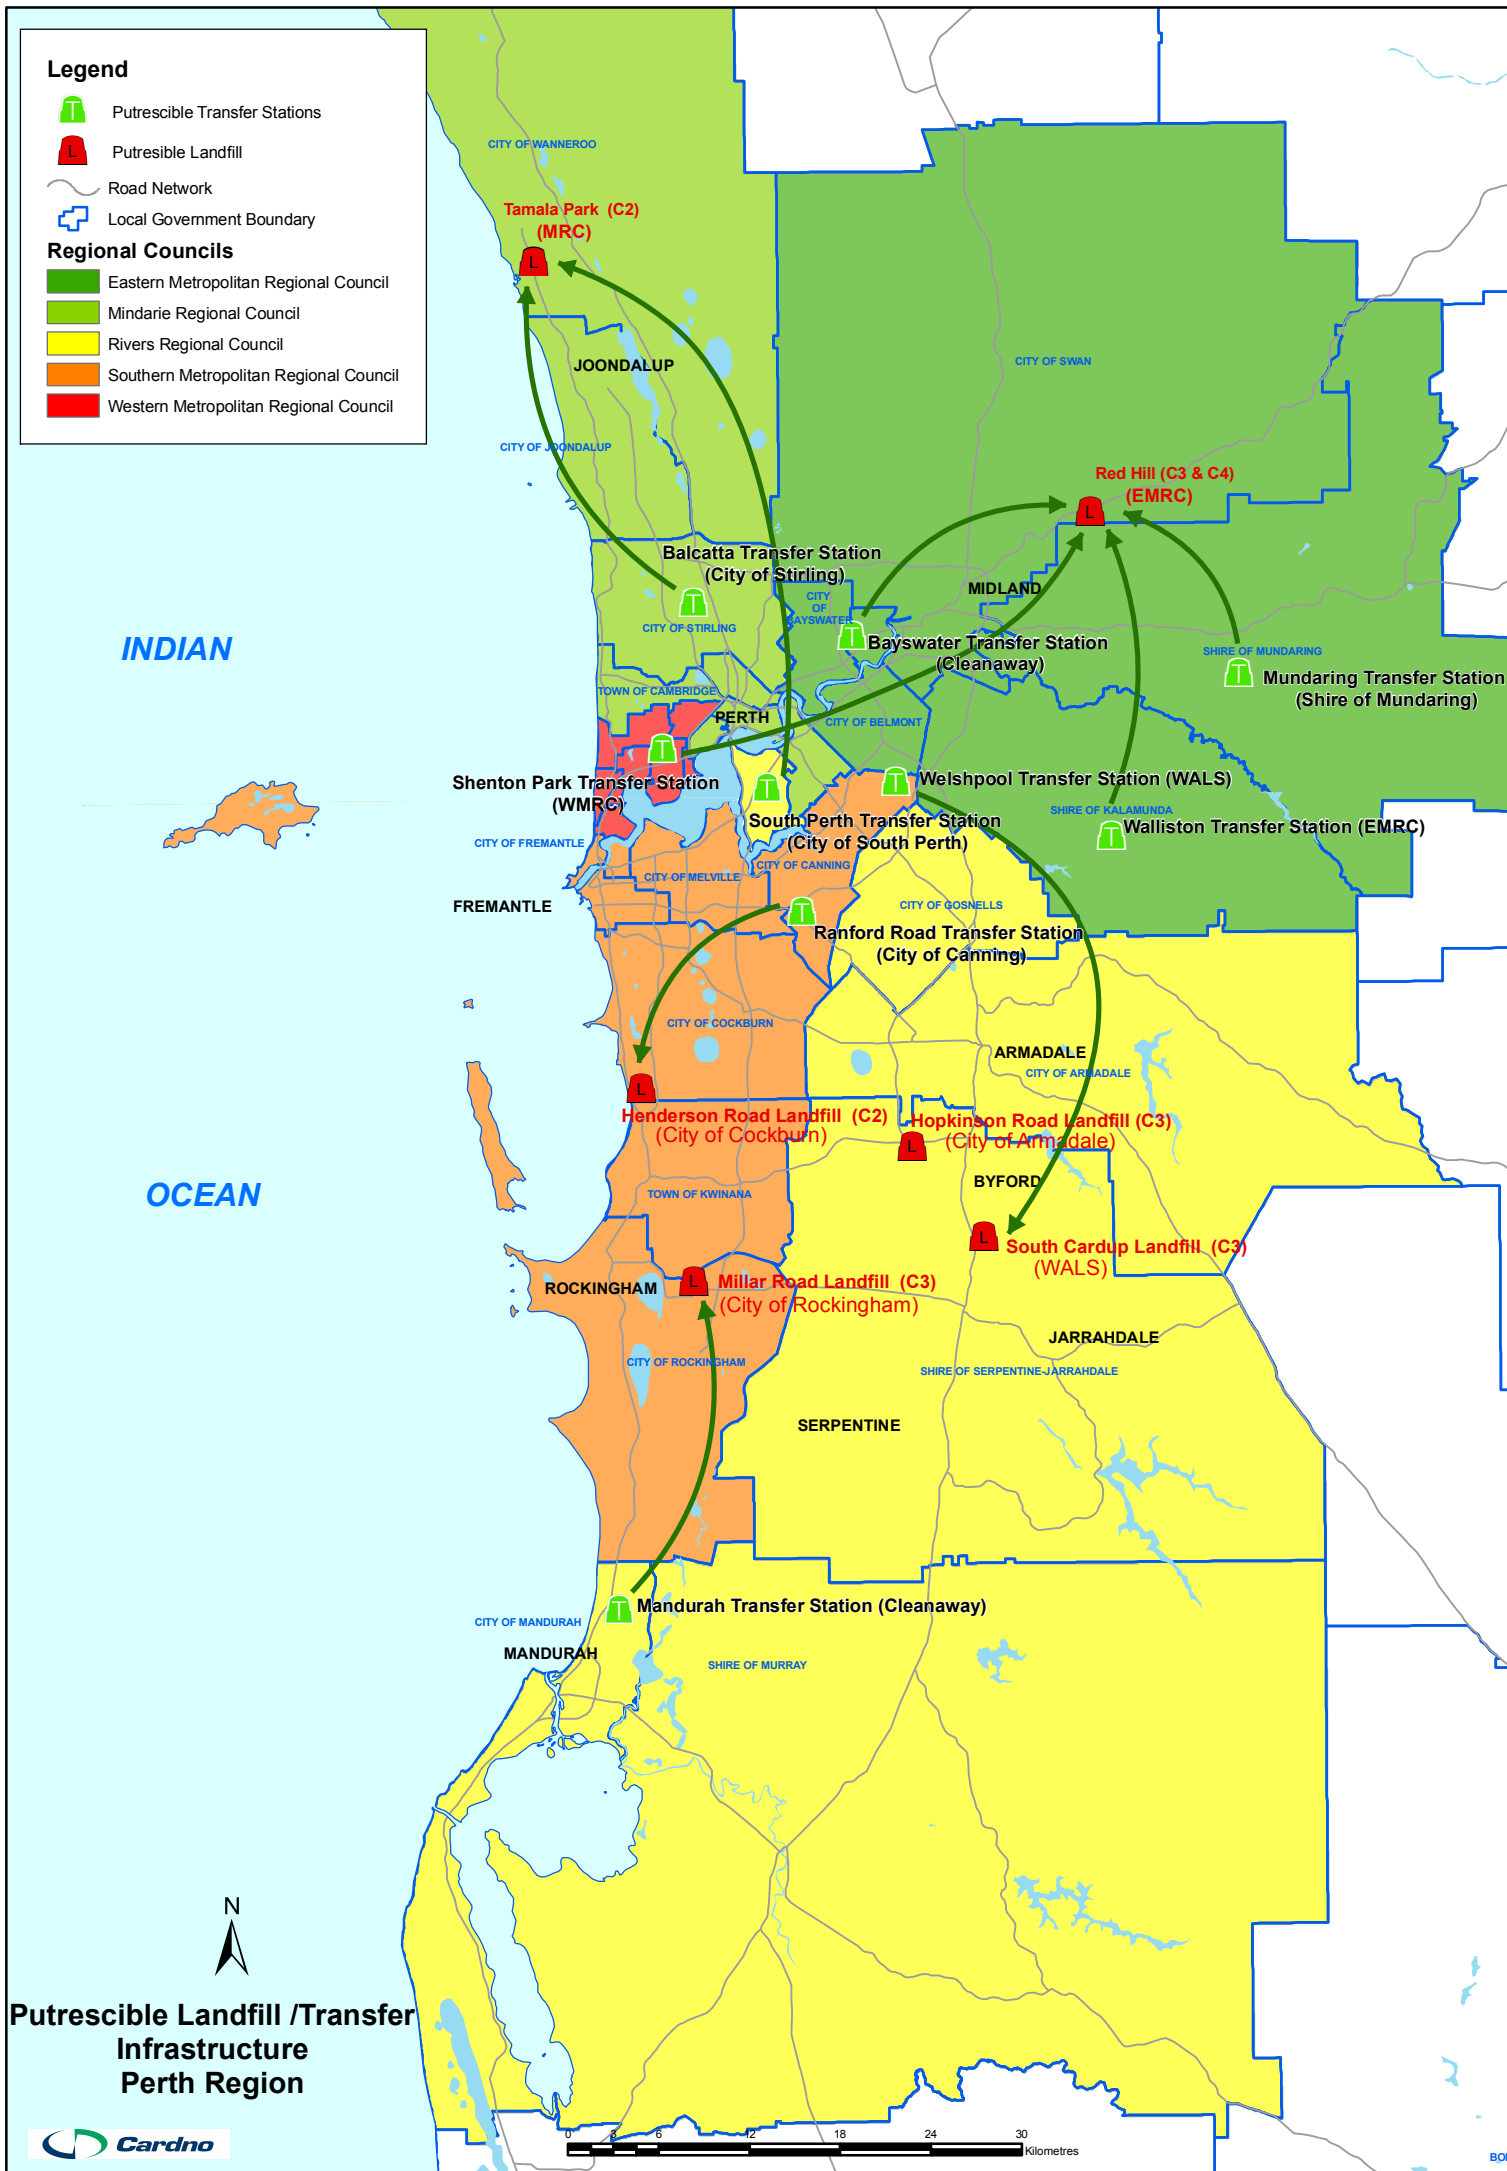 Legend
T
Putrescible Transfer Stations
L
Putresible Landfill
Road Network
Local Government Boundary
Regional Councils
Eastern Metropolitan Regional Council
Mindarie Regional Council
Rivers Regional Council
Southern Metropolitan Regional Council
Western Metropolitan Regional Council
CITY OF WANNEROO
Tamala Park (C2)
(MRC)
L
JOONDALUP
CITY OF SWAN
CITY OF JOONDALUP
Red Hill (C3 & C4)
(EMRC)
L
Balcatta Transfer Station
(City of Stirling)
T
CITY OF STIRLING
MIDLAND
CITY
OF
BAYSWATER
T
Bayswater Transfer Station
(Cleanaway)
INDIAN
SHIRE OF MUNDARING
T
Mundaring Transfer Station
(Shire of Mundaring)
TOWN OF CAMBRIDGE
PERTH
CITY OF BELMONT
T
Shenton Park Transfer Station
(WMRC)
T
South Perth Transfer Station
(City of South Perth)
T
Welshpool Transfer Station (WALS)
SHIRE OF KALAMUNDA
T
Walliston Transfer Station (EMRC)
CITY OF FREMANTLE
CITY OF MELVILLE
CITY OF CANNING
FREMANTLE
CITY OF GOSNELLS
T
Ranford Road Transfer Station
(City of Canning)
CITY OF COCKBURN
ARMADALE
CITY OF ARMADALE
L
Henderson Road Landfill (C2)
(City of Cockburn)
Hopkinson Road Landfill (C3)
(City of Armadale)
L
BYFORD
OCEAN
TOWN OF KWINANA
L
South Cardup Landfill (C3)
(WALS)
ROCKINGHAM
L
Millar Road Landfill (C3)
(City of Rockingham)
JARRAHDALE
CITY OF ROCKINGHAM
SHIRE OF SERPENTINE-JARRAHDALE
SERPENTINE
T
Mandurah Transfer Station (Cleanaway)
CITY OF MANDURAH
MANDURAH
SHIRE OF MURRAY
N
Putrescible Landfill /Transfer
Infrastructure
Perth Region
Cardno
0 3 6 12 18 24 30
Kilometres